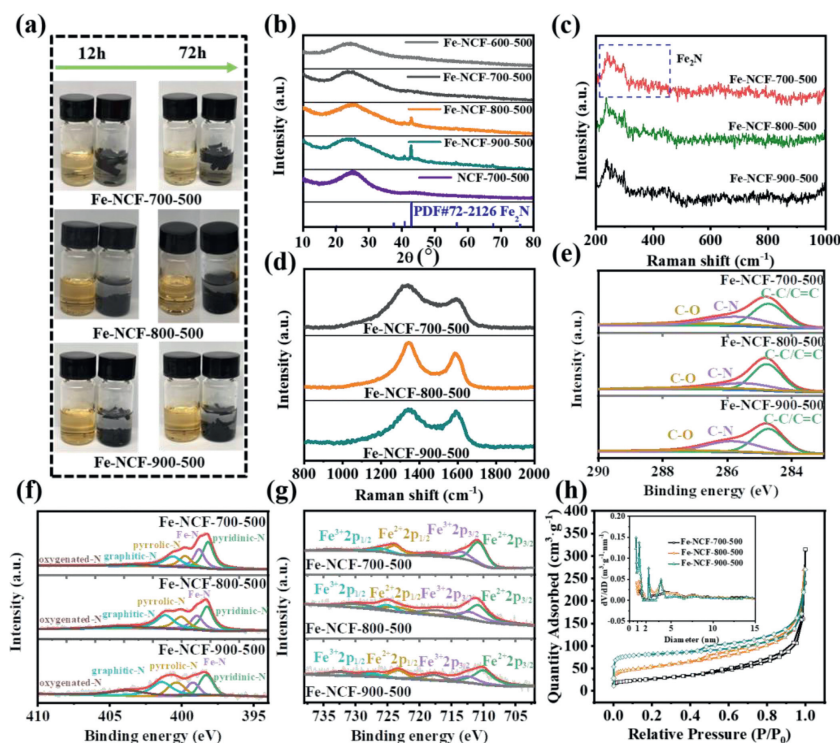 (a)
12h 72h
Fe-NCF-700-500
Fe-NCF-800-500
Fe-NCF-900-500
(b)
Intensity (a.u.)
Fe-NCF-600-500
Fe-NCF-700-500
Fe-NCF-800-500
Fe-NCF-900-500
NCF-700-500
PDF#72-2126 Fe₂N
10 20 30 40 50 60 70 80
2θ (°)
(c)
Intensity (a.u.)
Fe₂N
Fe-NCF-700-500
Fe-NCF-800-500
Fe-NCF-900-500
200 400 600 800 1000
Raman shift (cm⁻¹)
(d)
Intensity (a.u.)
Fe-NCF-700-500
Fe-NCF-800-500
Fe-NCF-900-500
800 1000 1200 1400 1600 1800 2000
Raman shift (cm⁻¹)
(e)
Intensity (a.u.)
Fe-NCF-700-500
C-O C-N C-C/C=C
Fe-NCF-800-500
C-O C-N C-C/C=C
Fe-NCF-900-500
C-O C-N C-C/C=C
290 288 286 284
Binding energy (eV)
(f)
Intensity (a.u.)
Fe-NCF-700-500
oxygenated-N graphitic-N pyrrolic-N Fe-N pyridinic-N
Fe-NCF-800-500
oxygenated-N graphitic-N pyrrolic-N Fe-N pyridinic-N
Fe-NCF-900-500
oxygenated-N graphitic-N pyrrolic-N Fe-N pyridinic-N
410 405 400 395
Binding energy (eV)
(g)
Intensity (a.u.)
Fe³⁺2p₁/₂ Fe²⁺2p₁/₂ Fe³⁺2p₃/₂ Fe²⁺2p₃/₂
Fe-NCF-700-500
Fe³⁺2p₁/₂ Fe²⁺2p₁/₂ Fe³⁺2p₃/₂ Fe²⁺2p₃/₂
Fe-NCF-800-500
Fe³⁺2p₁/₂ Fe²⁺2p₁/₂ Fe³⁺2p₃/₂ Fe²⁺2p₃/₂
Fe-NCF-900-500
735 728 721 714 707
Binding energy (eV)
(h)
Quantity Adsorbed (cm³.g⁻¹)
400
350
300
250
200
150
100
50
0
0.0 0.2 0.4 0.6 0.8 1.0
Relative Pressure (P/P₀)
dV/dD (m³.g⁻¹.nm⁻¹)
0.20
0.15
0.10
0.05
0.00
-0.05
Fe-NCF-700-500
Fe-NCF-800-500
Fe-NCF-900-500
0 1 2 5 10 15
Diameter (nm)